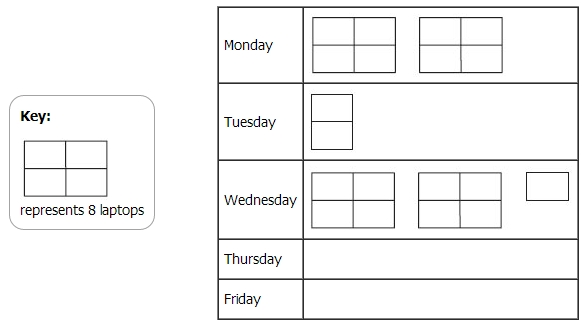 Key:
represents 8 laptops
Monday
Tuesday
Wednesday
Thursday
Friday